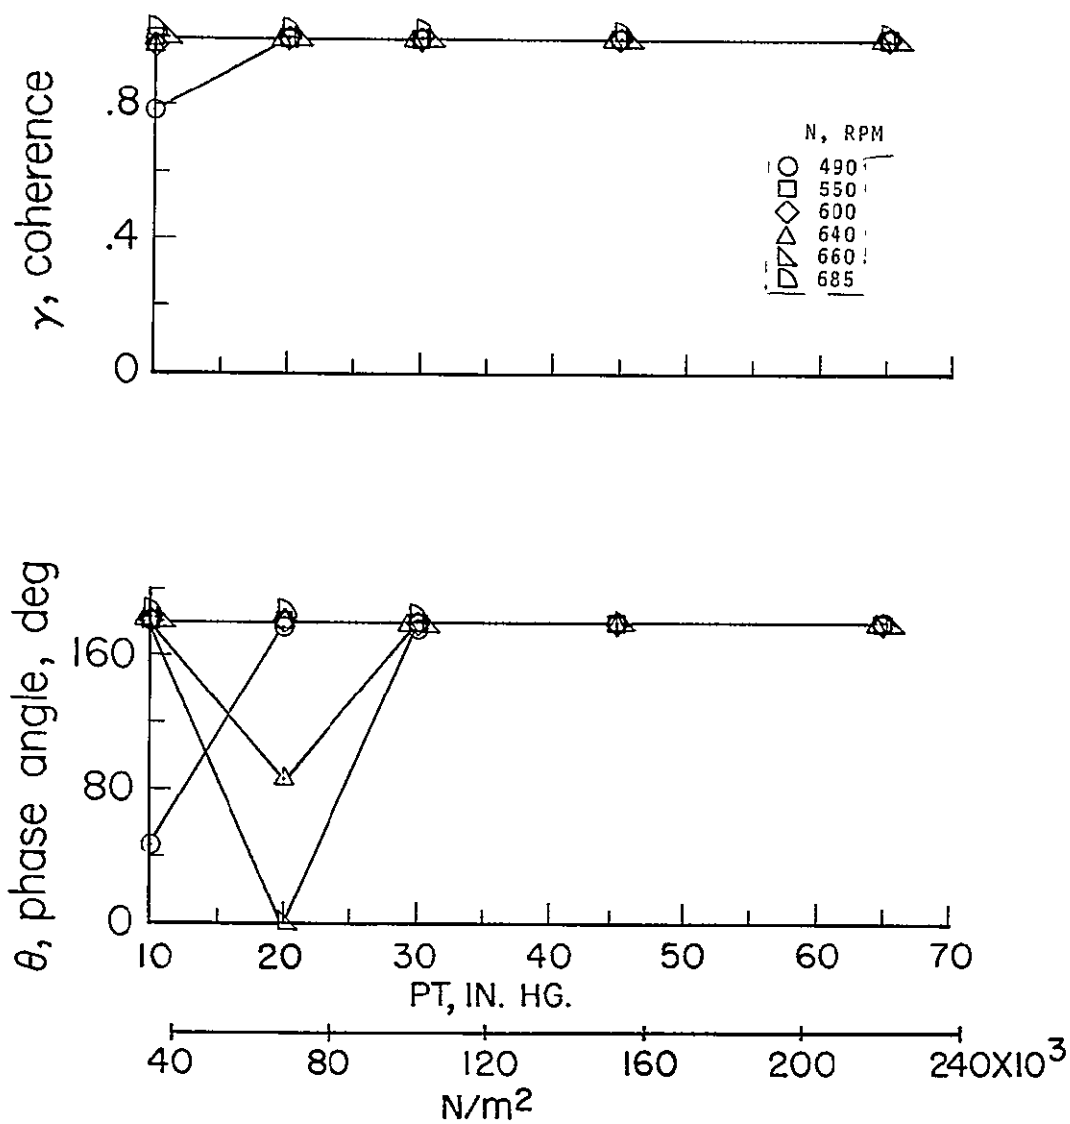 γ, coherence
.8
.4
0
N, RPM
490
550
600
640
660
685
θ, phase angle, deg
160
80
0
10 20 30 40 50 60 70
PT, IN. HG.
40 80 120 160 200 240X10³
N/m²